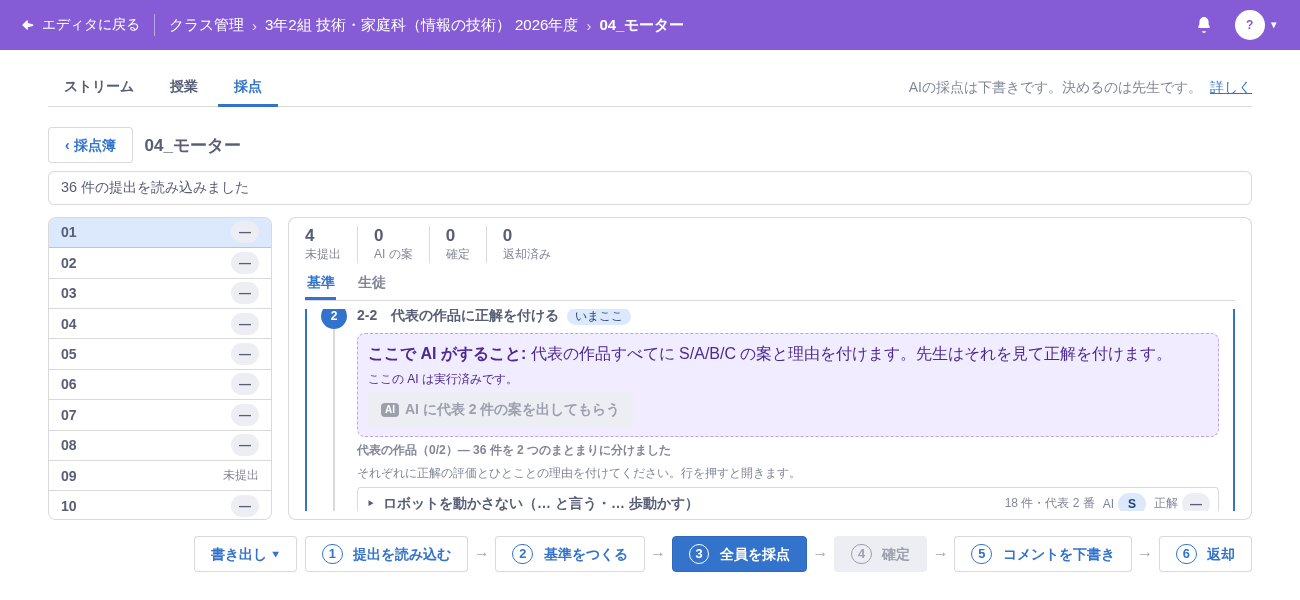 エディタに戻る クラス管理 › 3年2組 技術・家庭科（情報の技術） 2026年度 › 04_モーター ? ▾
ストリーム 授業 採点 AIの採点は下書きです。決めるのは先生です。 詳しく
‹ 採点簿 04_モーター
36 件の提出を読み込みました
01 —
02 —
03 —
04 —
05 —
06 —
07 —
08 —
09 未提出
10 —
4 0 0 0
未提出 AI の案 確定 返却済み
基準 生徒
2 2-2 代表の作品に正解を付ける いまここ
ここで AI がすること: 代表の作品すべてに S/A/B/C の案と理由を付けます。先生はそれを見て正解を付けます。
ここの AI は実行済みです。
AI AI に代表 2 件の案を出してもらう
代表の作品（0/2）— 36 件を 2 つのまとまりに分けました
それぞれに正解の評価とひとことの理由を付けてください。行を押すと開きます。
▸ ロボットを動かさない（… と言う・… 歩動かす） 18 件・代表 2 番 AI S 正解 —
書き出し ▾ 1 提出を読み込む → 2 基準をつくる → 3 全員を採点 → 4 確定 → 5 コメントを下書き → 6 返却